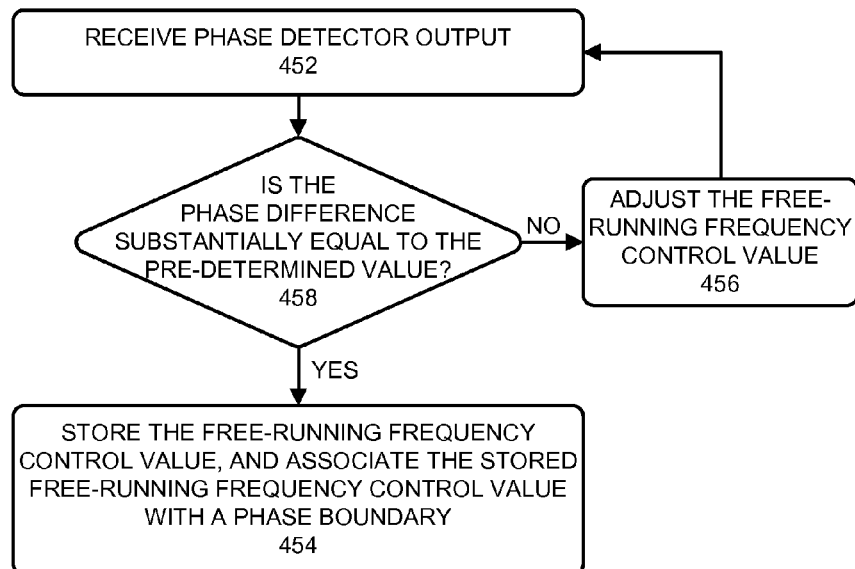 RECEIVE PHASE DETECTOR OUTPUT
452
IS THE
PHASE DIFFERENCE
SUBSTANTIALLY EQUAL TO THE
PRE-DETERMINED VALUE?
458
NO
ADJUST THE FREE-
RUNNING FREQUENCY
CONTROL VALUE
456
YES
STORE THE FREE-RUNNING FREQUENCY
CONTROL VALUE, AND ASSOCIATE THE STORED
FREE-RUNNING FREQUENCY CONTROL VALUE
WITH A PHASE BOUNDARY
454